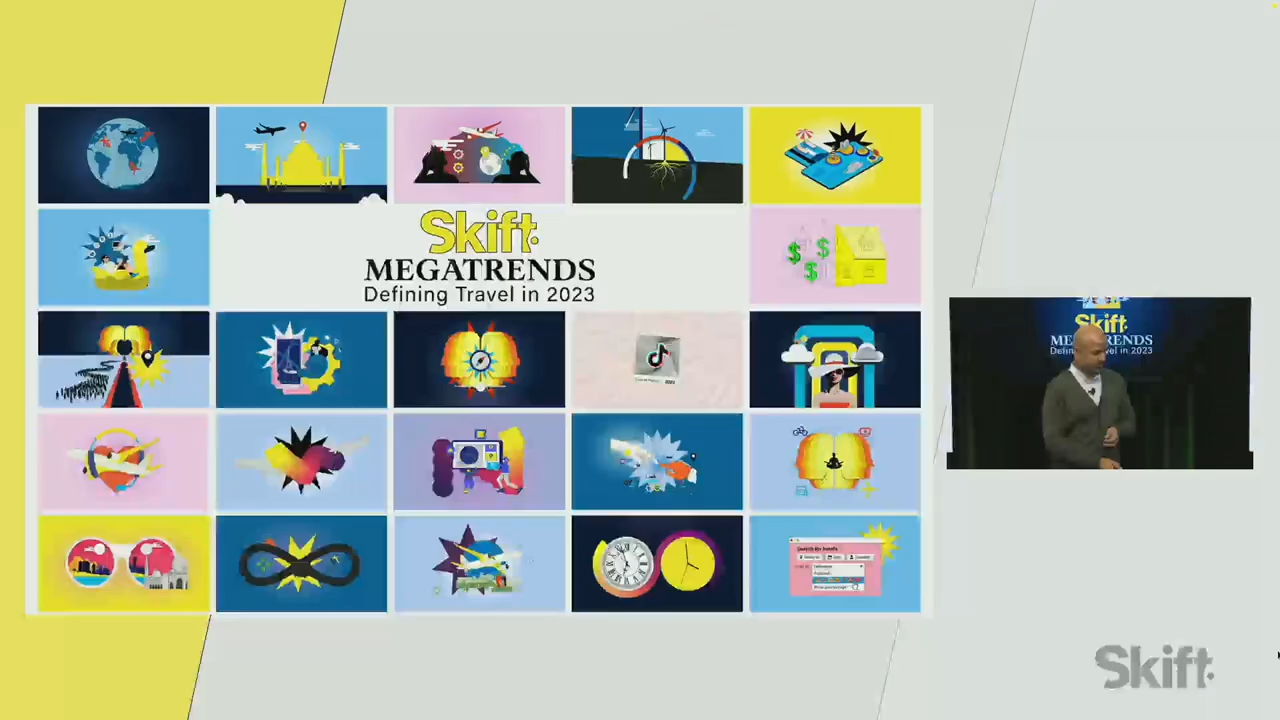 Skift
MEGATRENDS
Defining Travel in 2023
Skift
MEGATRENDS
Defining Travel in 2023
Skift